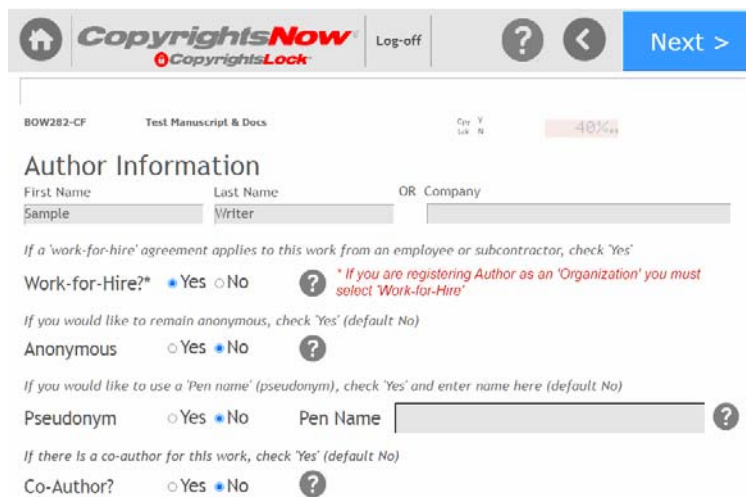 CopyrightsNow Log-off ? Next >
CopyrightsLock
BOW282-CF Test Manuscript & Docs Cpy Y 40%
Lck N
Author Information
First Name Last Name OR Company
Sample Writer
If a 'work-for-hire' agreement applies to this work from an employee or subcontractor, check 'Yes'
Work-for-Hire?* Yes No ? * If you are registering Author as an 'Organization' you must
select 'Work-for-Hire'
If you would like to remain anonymous, check 'Yes' (default No)
Anonymous Yes No ?
If you would like to use a 'Pen name' (pseudonym), check 'Yes' and enter name here (default No)
Pseudonym Yes No Pen Name ?
If there is a co-author for this work, check 'Yes' (default No)
Co-Author? Yes No ?